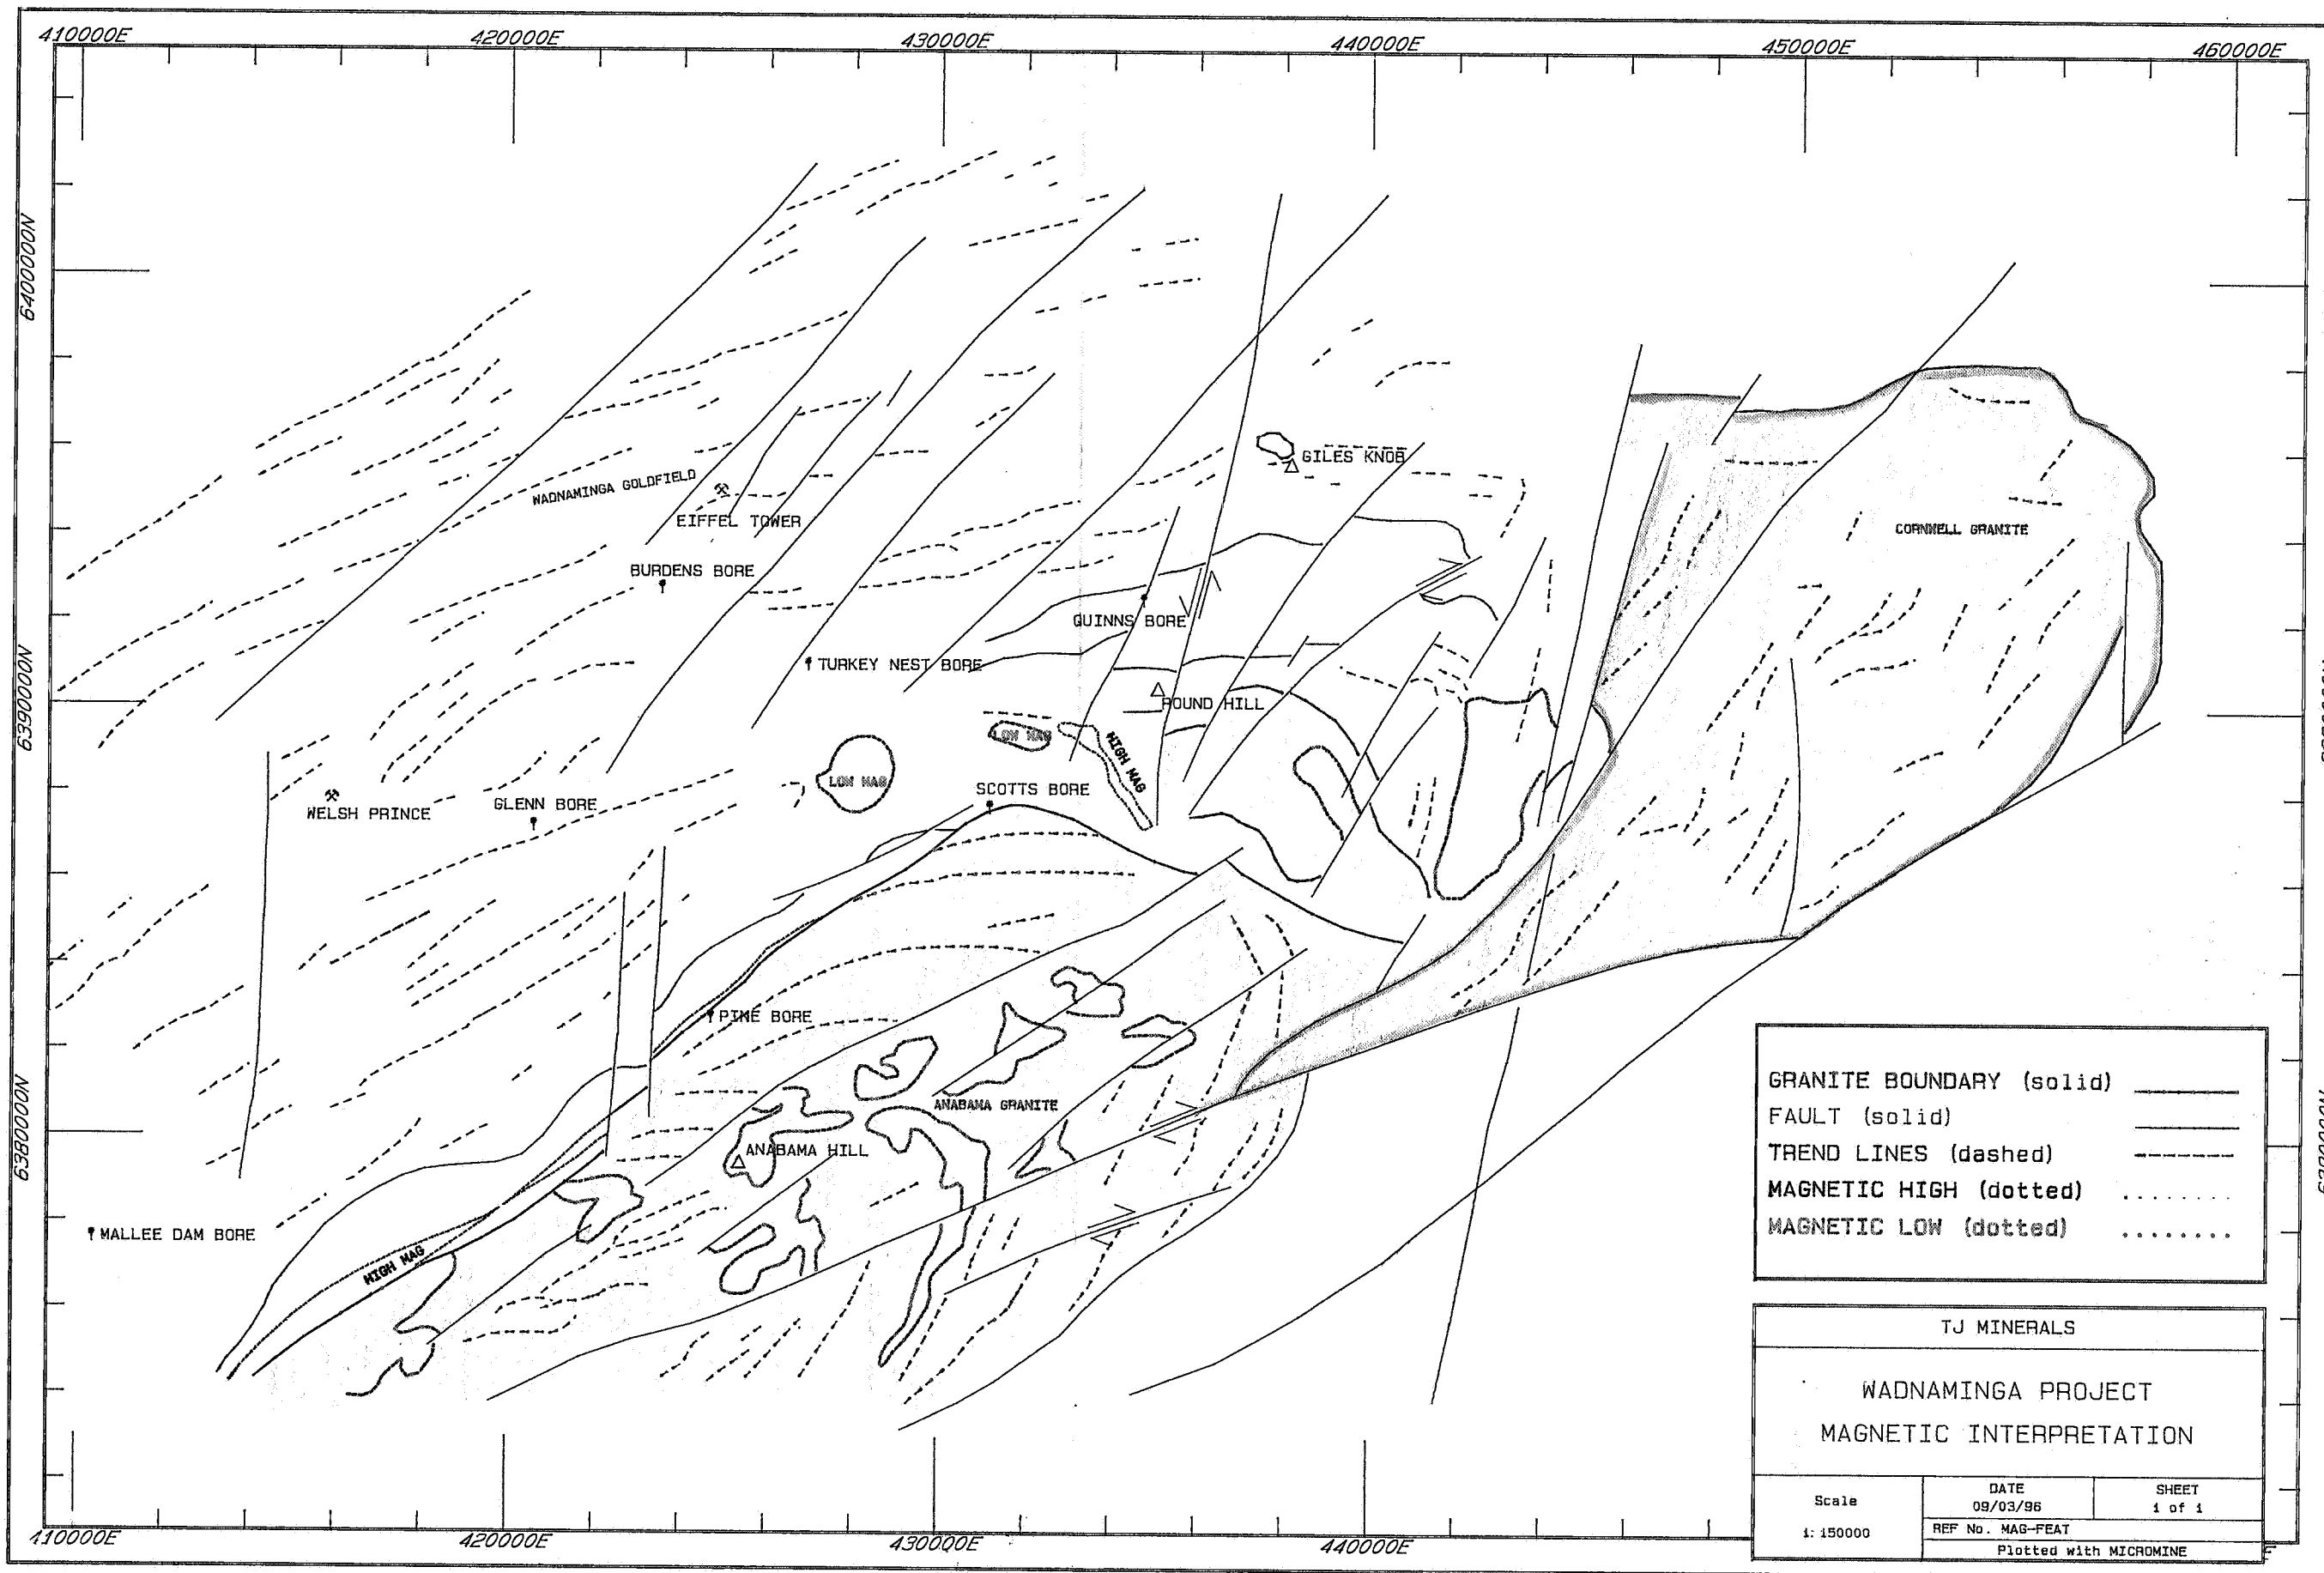 410000E
420000E
430000E
440000E
450000E
460000E
6400000N
GILES KNOB
WADNAMINGA GOLDFIELD
EIFFEL TOWER
CORNWELL GRANITE
BURDENS BORE
QUINNS BORE
6390000N
TURKEY NEST BORE
ROUND HILL
LOW MAG
HIGH MAG
LOW MAG
SCOTTS BORE
GLENN BORE
WELSH PRINCE
PINE BORE
ANABAMA GRANITE
6380000N
6380000N
ANABAMA HILL
MALLEE DAM BORE
HIGH MAG
GRANITE BOUNDARY (solid)
FAULT (solid)
TREND LINES (dashed)
MAGNETIC HIGH (dotted)
MAGNETIC LOW (dotted)
TJ MINERALS
WADNAMINGA PROJECT
MAGNETIC INTERPRETATION
Scale
1:150000
DATE
09/03/96
SHEET
1 of 1
REF No. MAG-FEAT
Plotted with MICROMINE
410000E
420000E
430000E
440000E